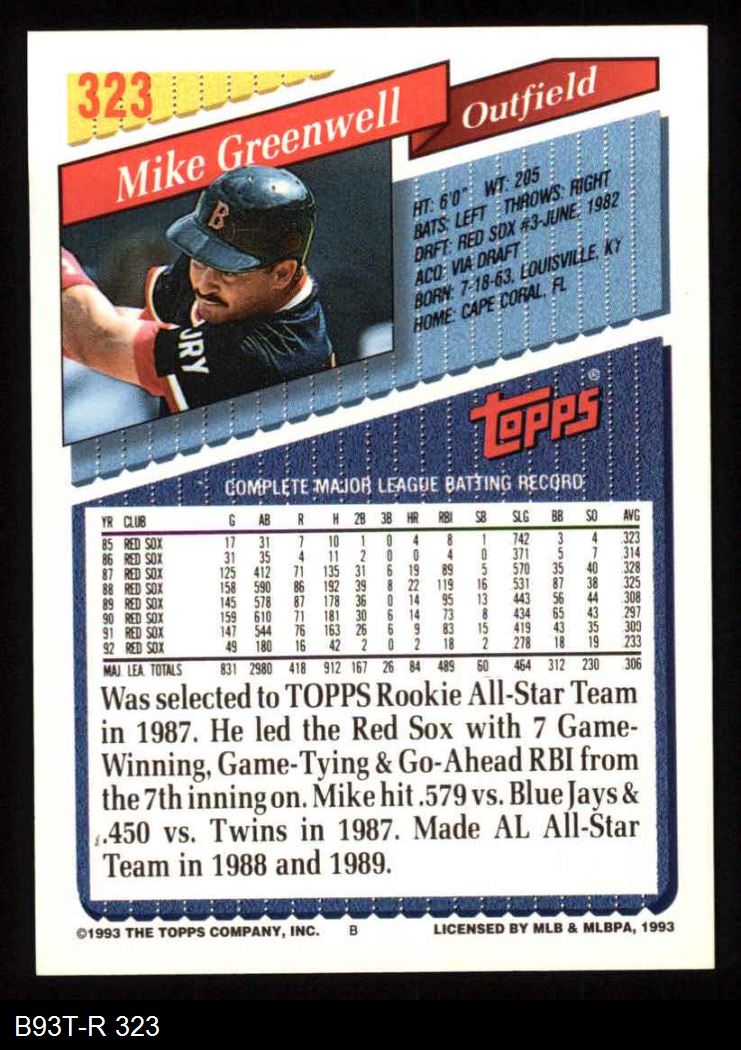 323
Mike Greenwell
Outfield
HT: 6'0" WT: 205
BATS: LEFT THROWS: RIGHT
DRFT: RED SOX #3-JUNE, 1982
ACQ: VIA DRAFT
BORN: 7-18-63, LOUISVILLE, KY
HOME: CAPE CORAL, FL
B
URY
Topps®
COMPLETE MAJOR LEAGUE BATTING RECORD
YR CLUB G AB R H 2B 3B HR RBI SB SLG BB SO AVG
85 RED SOX 17 31 7 10 1 0 4 8 1 .742 3 4 .323
86 RED SOX 31 35 4 11 2 0 0 4 0 .371 5 7 .314
87 RED SOX 125 412 71 135 31 6 19 89 5 .570 35 40 .328
88 RED SOX 158 590 86 192 39 8 22 119 16 .531 87 38 .325
89 RED SOX 145 578 87 178 36 0 14 95 13 .443 56 44 .308
90 RED SOX 159 610 71 181 30 6 14 73 8 .434 65 43 .297
91 RED SOX 147 544 76 163 26 6 9 83 15 .419 43 35 .300
92 RED SOX 49 180 16 42 2 0 2 18 2 .278 18 19 .233
MAJ. LEA. TOTALS 831 2980 418 912 167 26 84 489 60 .464 312 230 .306
Was selected to TOPPS Rookie All-Star Team
in 1987. He led the Red Sox with 7 Game-
Winning, Game-Tying & Go-Ahead RBI from
the 7th inning on. Mike hit .579 vs. Blue Jays &
.450 vs. Twins in 1987. Made AL All-Star
Team in 1988 and 1989.
©1993 THE TOPPS COMPANY, INC. B LICENSED BY MLB & MLBPA, 1993
B93T-R 323